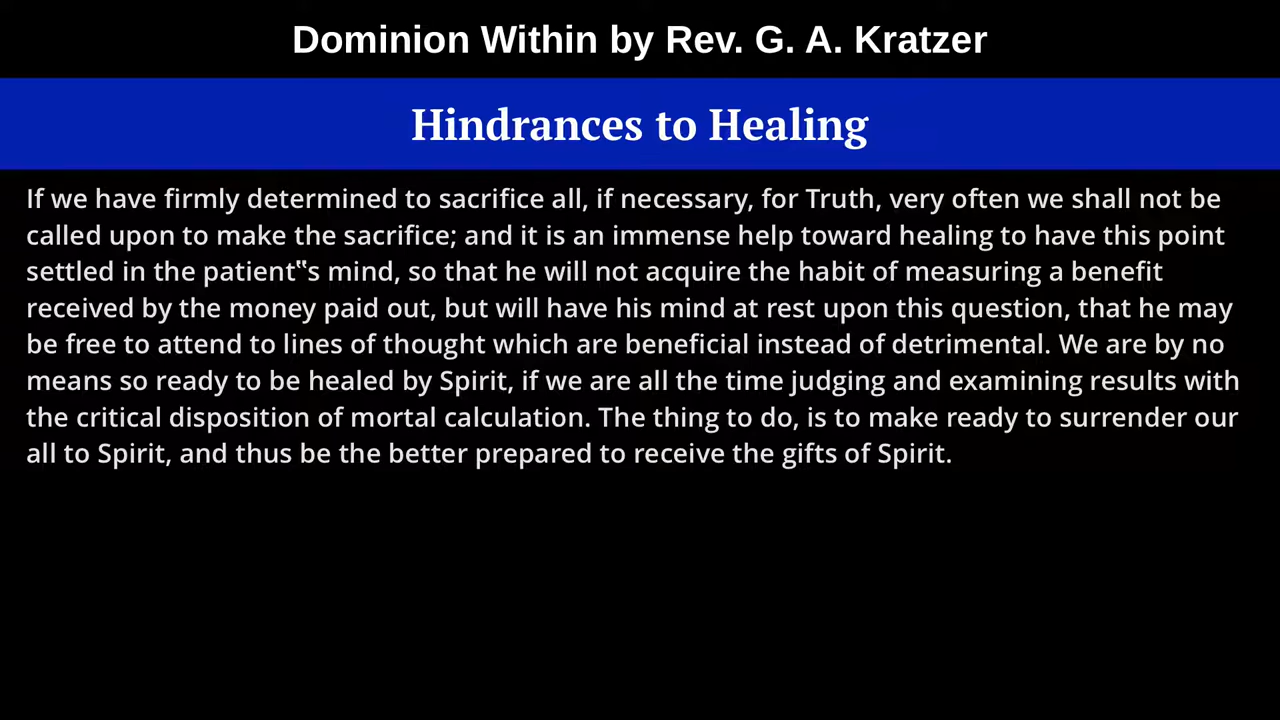 Dominion Within by Rev. G. A. Kratzer
Hindrances to Healing
If we have firmly determined to sacrifice all, if necessary, for Truth, very often we shall not be
called upon to make the sacrifice; and it is an immense help toward healing to have this point
settled in the patient‟s mind, so that he will not acquire the habit of measuring a benefit
received by the money paid out, but will have his mind at rest upon this question, that he may
be free to attend to lines of thought which are beneficial instead of detrimental. We are by no
means so ready to be healed by Spirit, if we are all the time judging and examining results with
the critical disposition of mortal calculation. The thing to do, is to make ready to surrender our
all to Spirit, and thus be the better prepared to receive the gifts of Spirit.